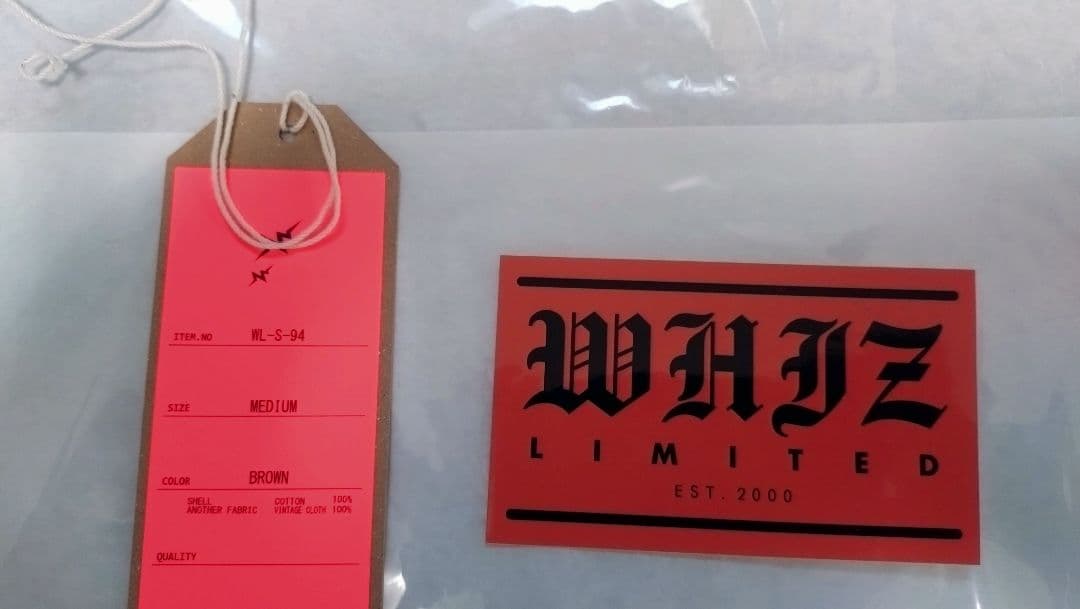 ITEM.NO WL-S-94
SIZE MEDIUM
COLOR BROWN
SHELL COTTON 100%
ANOTHER FABRIC VINTAGE CLOTH 100%
QUALITY
WHIZ
LIMITED
EST. 2000